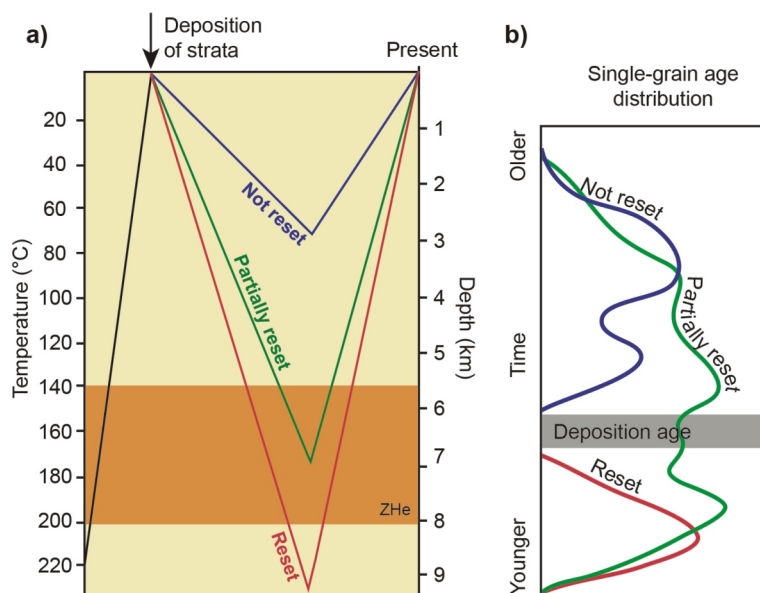 a)
Deposition
of strata
Present
Temperature (°C)
20
40
60
80
100
120
140
160
180
200
220
Not reset
Partially reset
Reset
ZHe
1
2
3
4
5
6
7
8
9
Depth (km)
b)
Single-grain age
distribution
Older
Time
Younger
Not reset
Partially reset
Deposition age
Reset